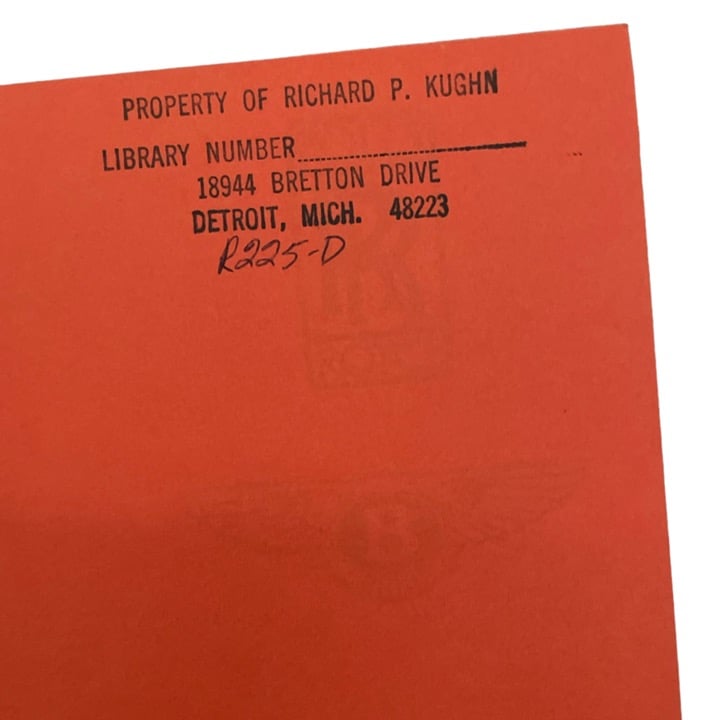 PROPERTY OF RICHARD P. KUGHN
LIBRARY NUMBER
18944 BRETTON DRIVE
DETROIT, MICH. 48223
R225-D